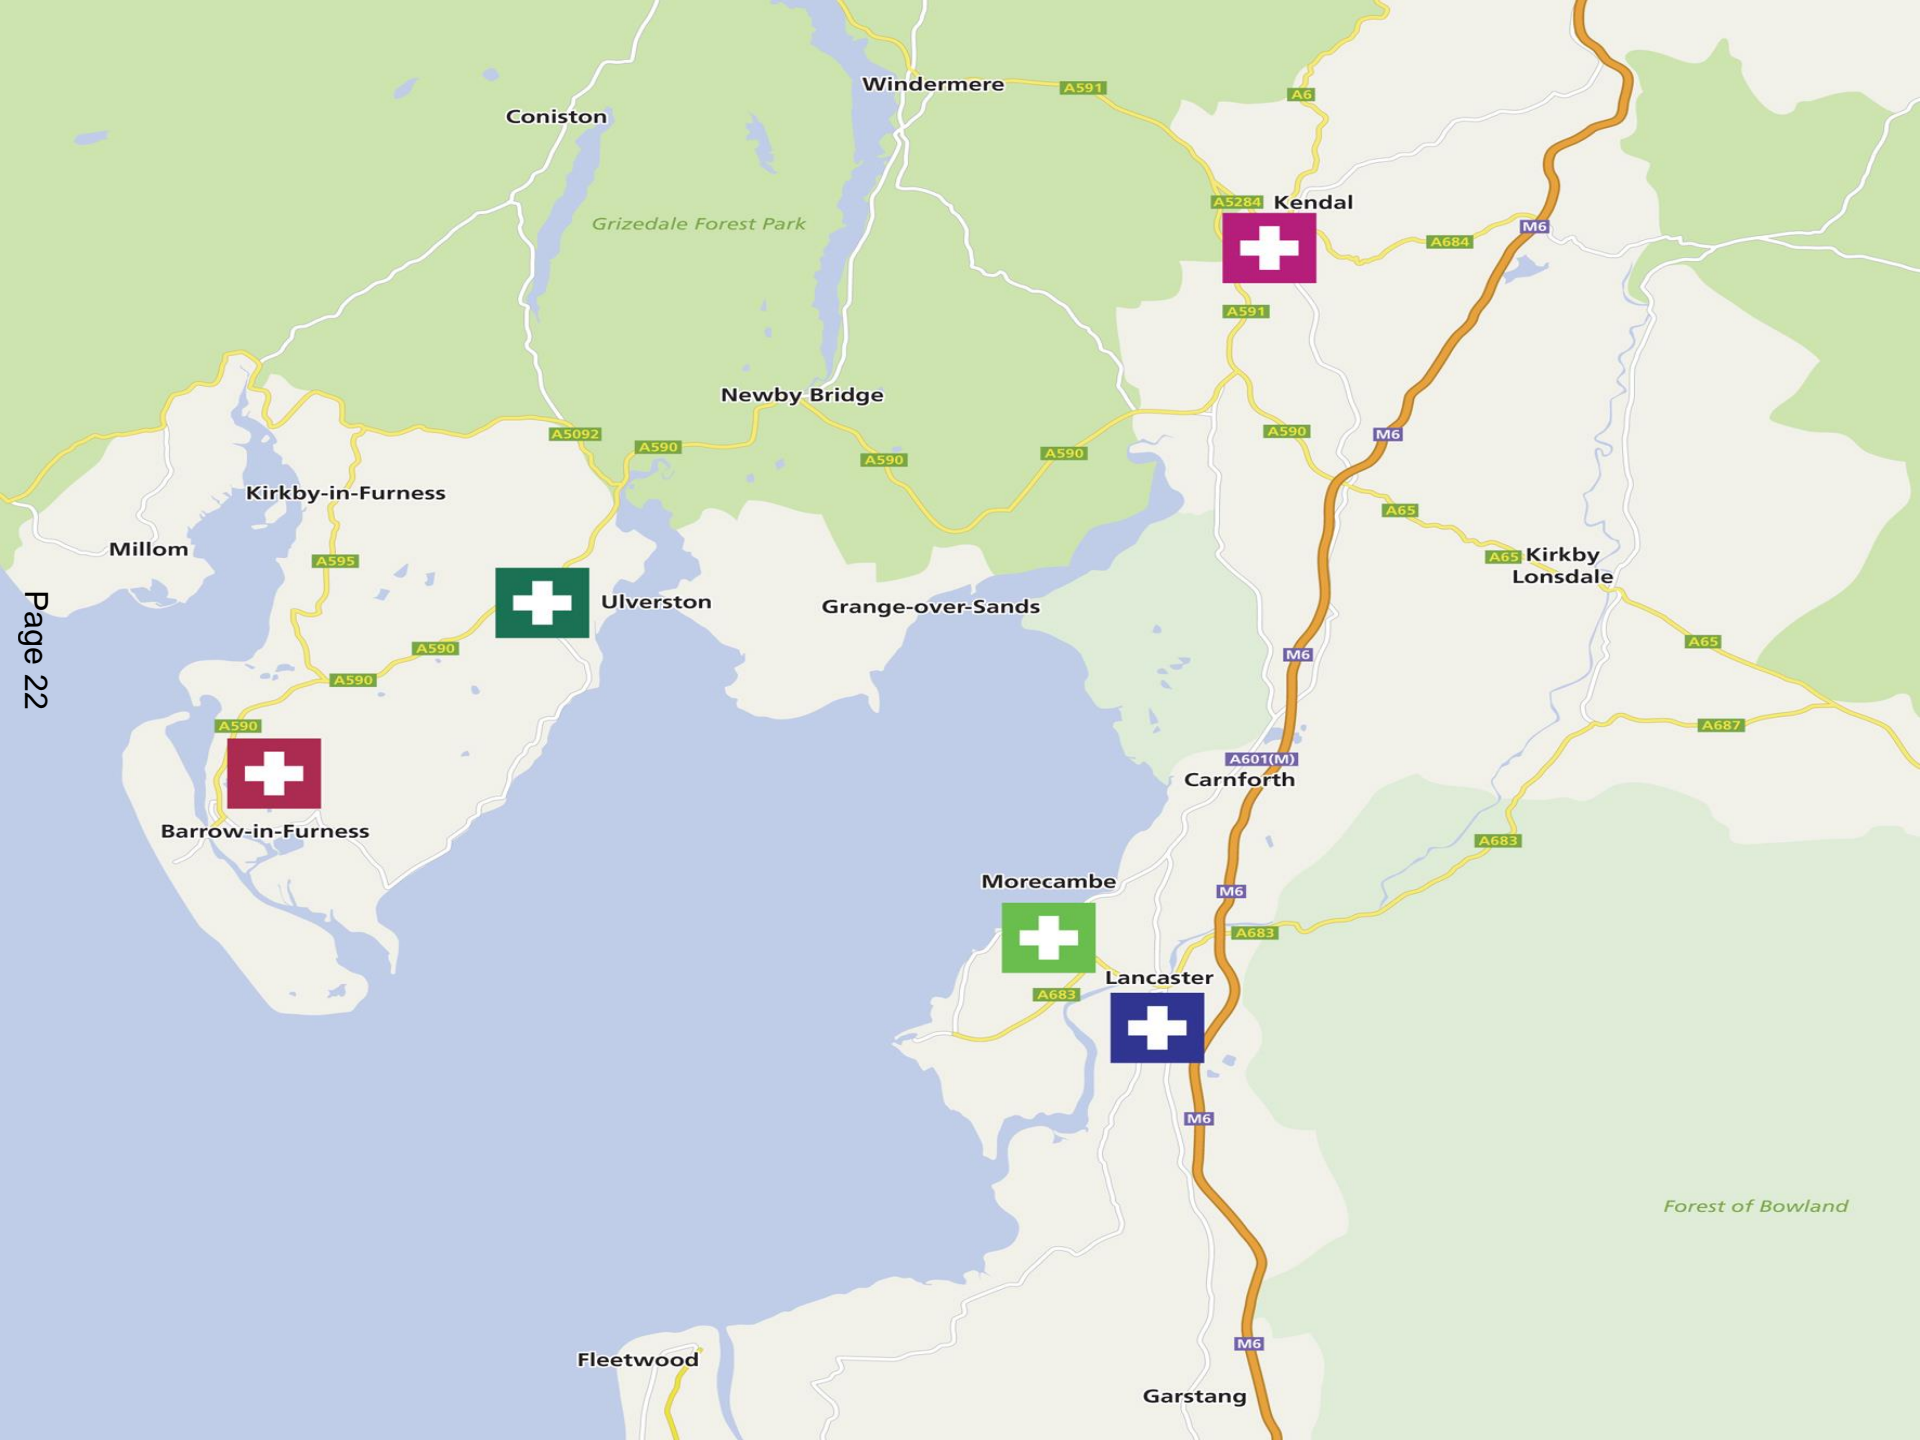 Windermere
A591
A6
Coniston
A5284
Kendal
Grizedale Forest Park
M6
A684
A591
Newby Bridge
A5092
A590
A590
A590
A590
M6
Kirkby-in-Furness
A65
Millom
A595
A65
Kirkby
Lonsdale
Page 22
Ulverston
Grange-over-Sands
A590
A590
M6
A65
A590
A687
A601(M)
Carnforth
Barrow-in-Furness
A683
Morecambe
M6
A683
Lancaster
A683
M6
Forest of Bowland
M6
Fleetwood
Garstang